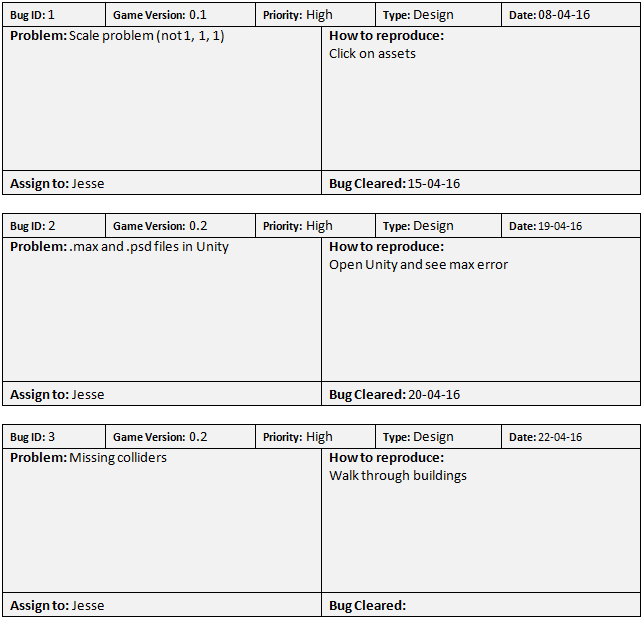 Bug ID: 1 Game Version: 0.1 Priority: High Type: Design Date: 08-04-16
Problem: Scale problem (not 1, 1, 1) How to reproduce:
Click on assets
Assign to: Jesse Bug Cleared: 15-04-16
Bug ID: 2 Game Version: 0.2 Priority: High Type: Design Date: 19-04-16
Problem: .max and .psd files in Unity How to reproduce:
Open Unity and see max error
Assign to: Jesse Bug Cleared: 20-04-16
Bug ID: 3 Game Version: 0.2 Priority: High Type: Design Date: 22-04-16
Problem: Missing colliders How to reproduce:
Walk through buildings
Assign to: Jesse Bug Cleared: